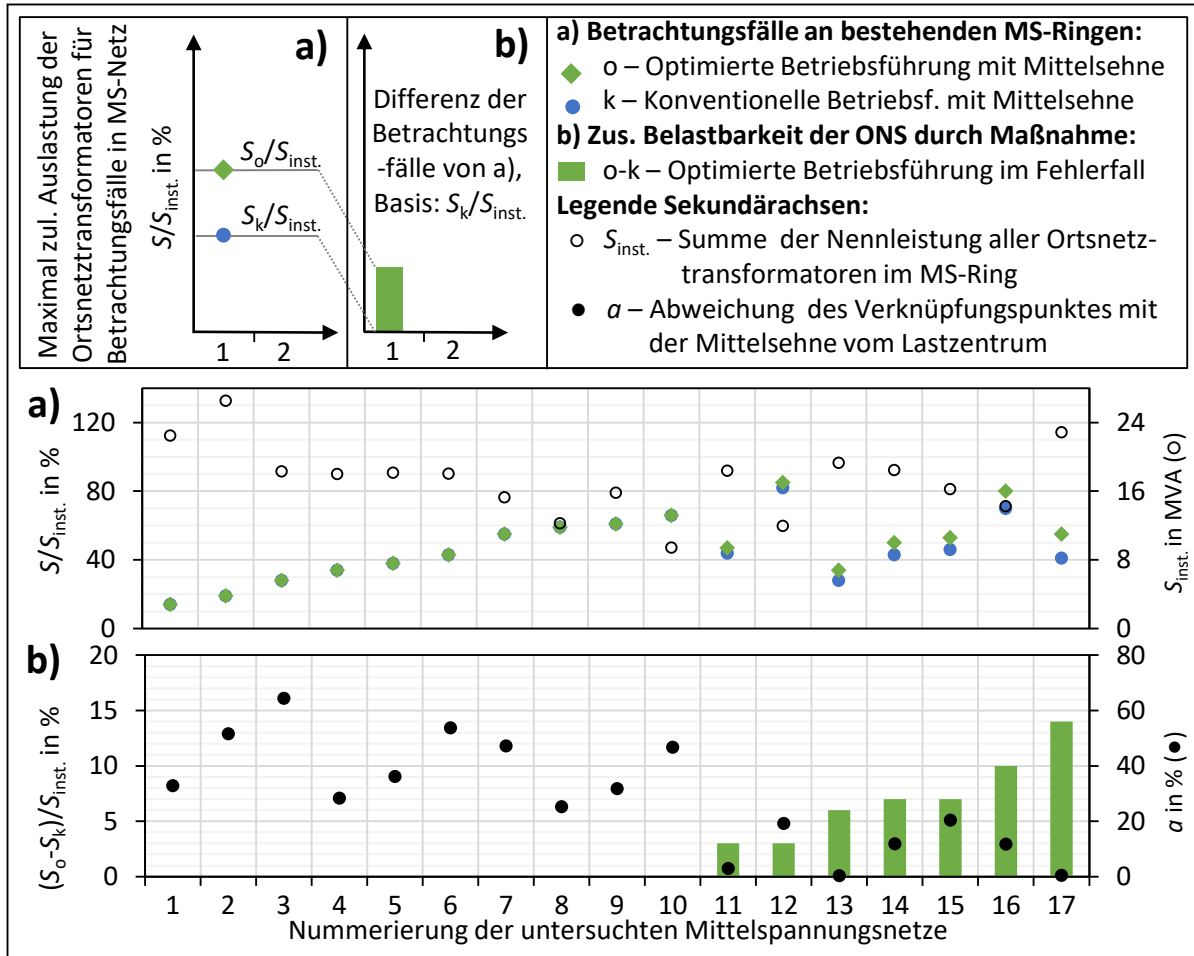 Maximal zul. Auslastung der
Ortsnetztransformatoren für
Betrachtungsfälle in MS-Netz
S/Sinst. in %
a)
So/Sinst.
Sk/Sinst.
1 2
b)
Differenz der
Betrachtungs
-fälle von a),
Basis: Sk/Sinst.
1 2
a) Betrachtungsfälle an bestehenden MS-Ringen:
o – Optimierte Betriebsführung mit Mittelsehne
k – Konventionelle Betriebsf. mit Mittelsehne
b) Zus. Belastbarkeit der ONS durch Maßnahme:
o-k – Optimierte Betriebsführung im Fehlerfall
Legende Sekundärachsen:
Sinst. – Summe der Nennleistung aller Ortsnetz-
transformatoren im MS-Ring
a – Abweichung des Verknüpfungspunktes mit
der Mittelsehne vom Lastzentrum
a)
S/Sinst. in %
120
80
40
0
24
16
8
0
Sinst. in MVA (○)
b)
(So-Sk)/Sinst. in %
20
15
10
5
0
80
60
40
20
0
a in % (●)
1 2 3 4 5 6 7 8 9 10 11 12 13 14 15 16 17
Nummerierung der untersuchten Mittelspannungsnetze